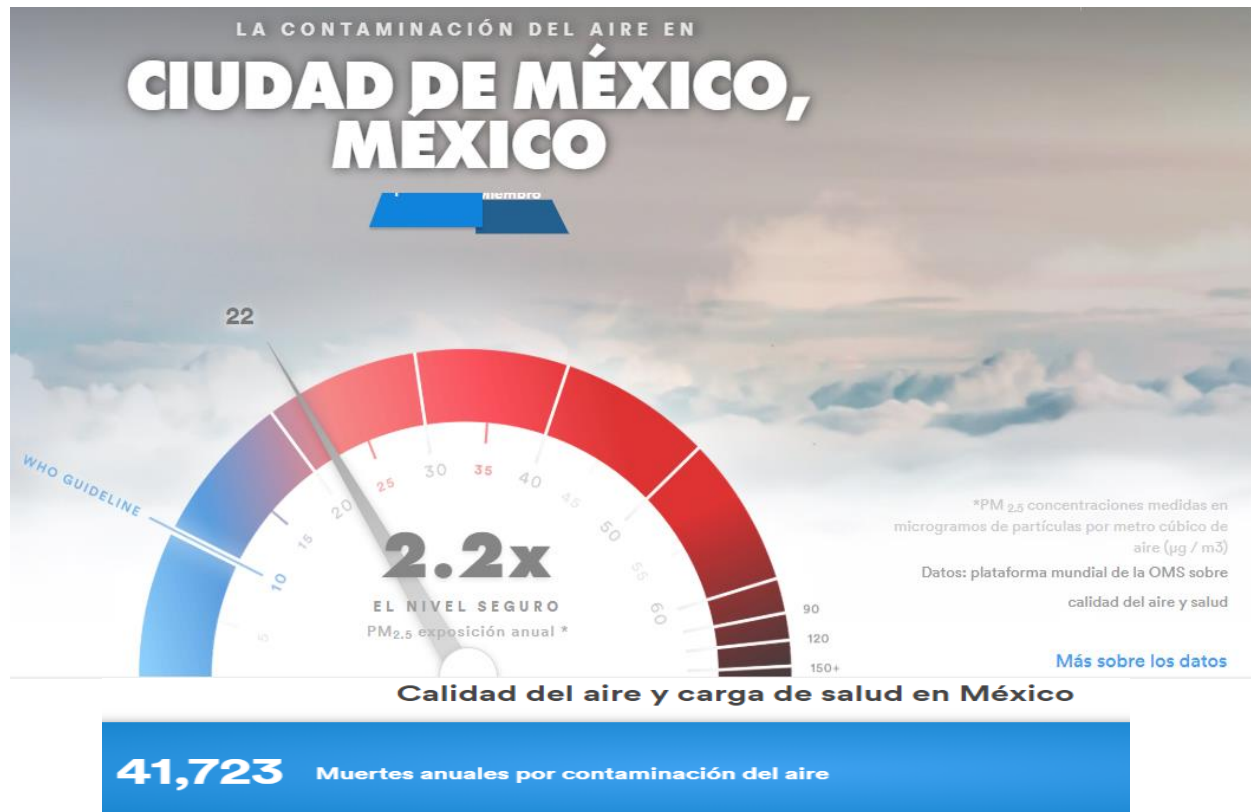 LA CONTAMINACIÓN DEL AIRE EN
CIUDAD DE MÉXICO,
MÉXICO
22
WHO GUIDELINE
5
10
15
20
25
30
35
40
45
50
55
60
90
120
150+
2.2x
EL NIVEL SEGURO
PM2.5 exposición anual *
*PM 2.5 concentraciones medidas en
microgramos de partículas por metro cúbico de
aire (µg / m3)
Datos: plataforma mundial de la OMS sobre
calidad del aire y salud
Más sobre los datos
Calidad del aire y carga de salud en México
41,723 Muertes anuales por contaminación del aire